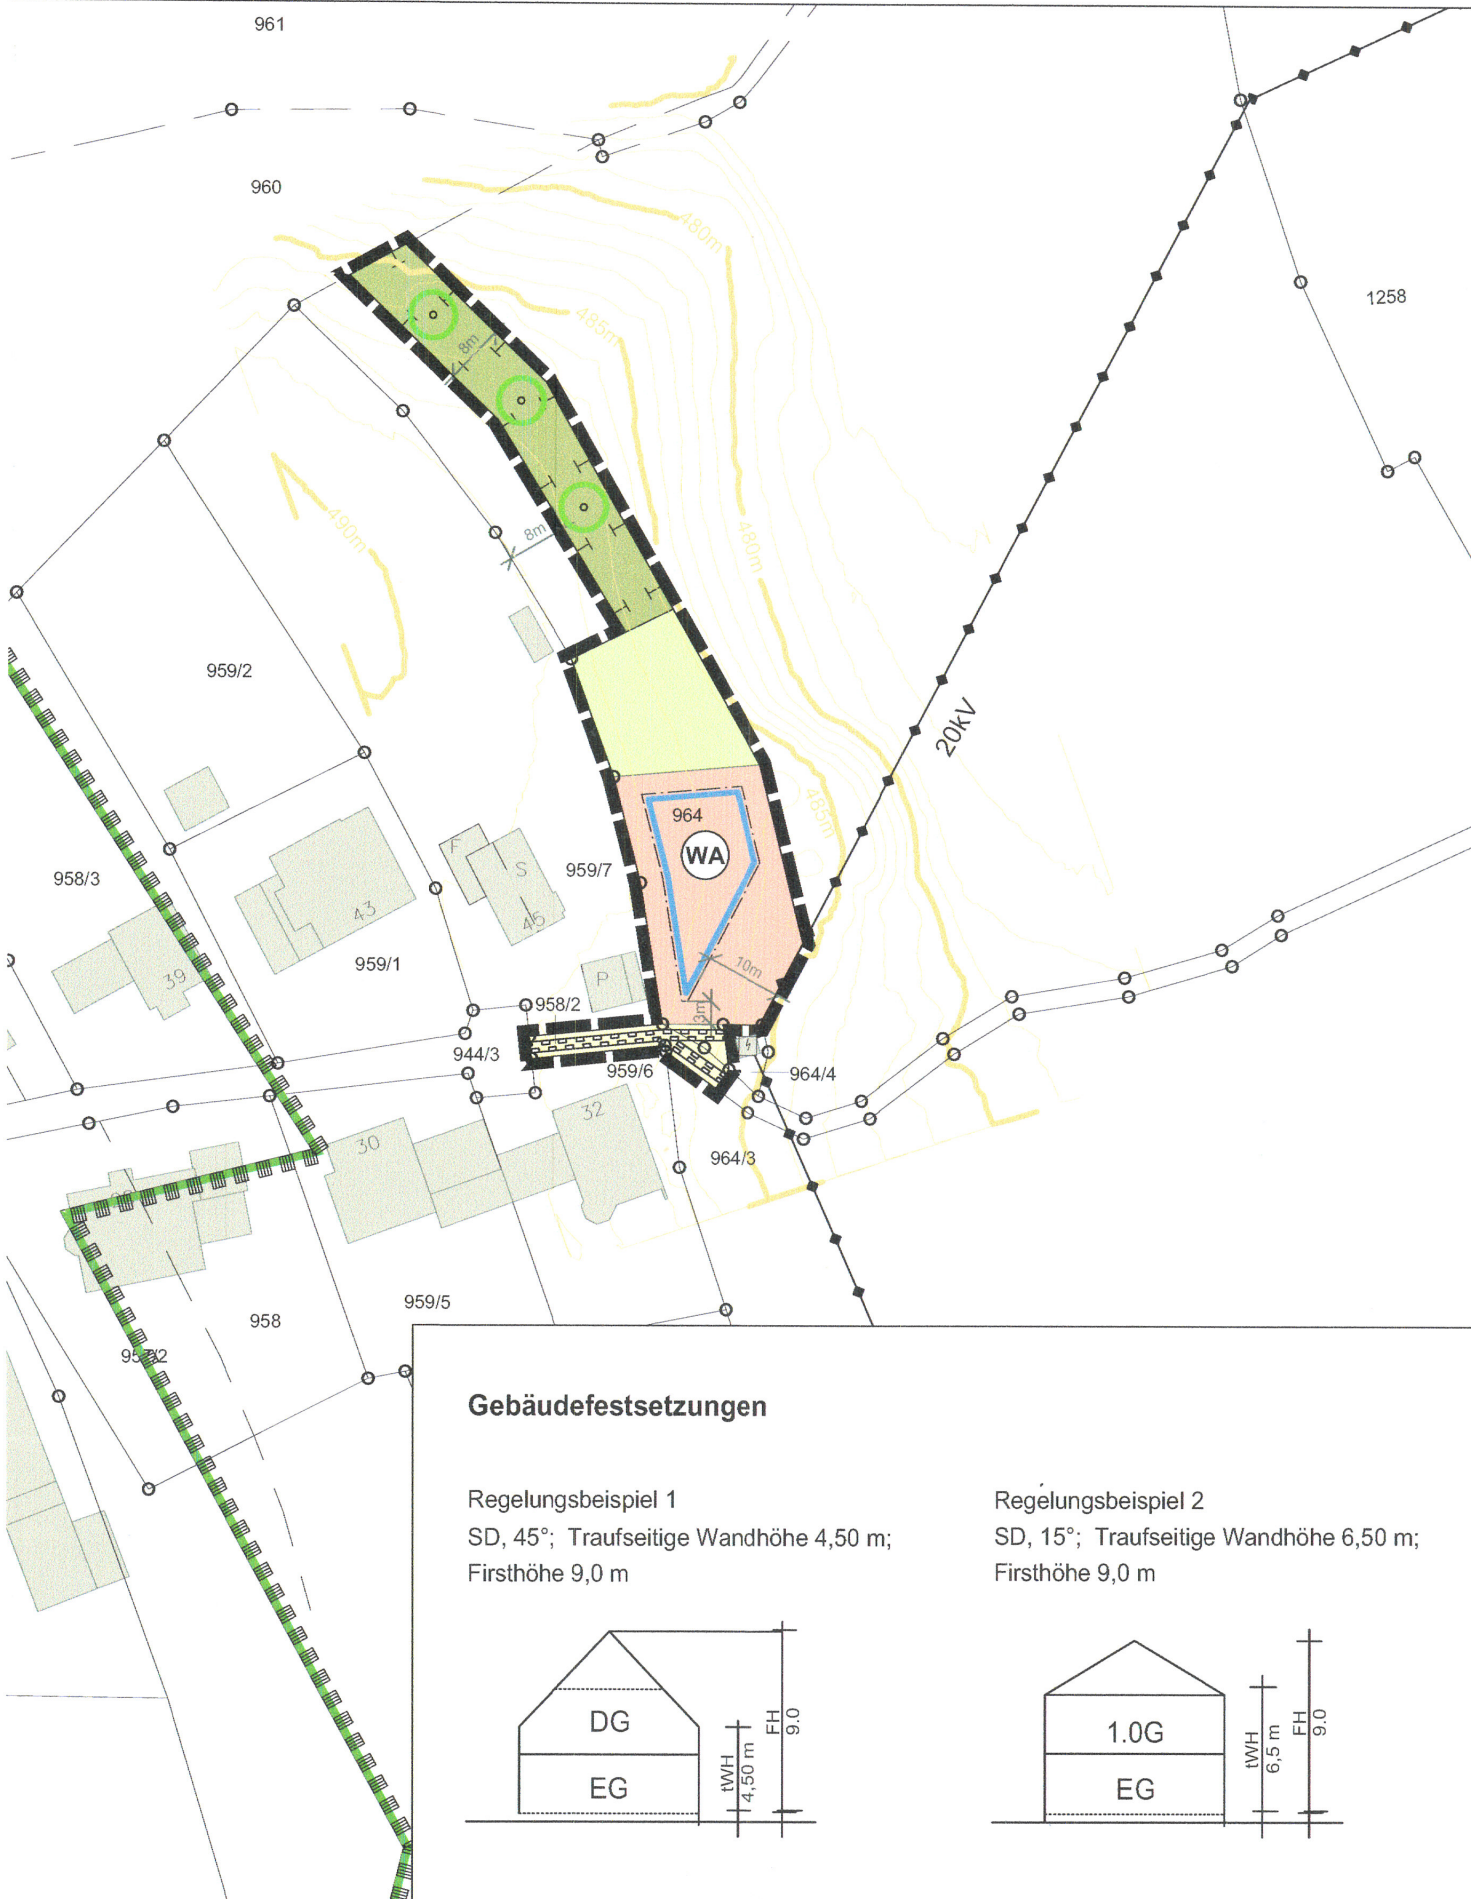 961
960
480m
1258
485m
8m
490m
8m
480m
959/2
20kV
485m
964
WA
F
S
45
959/7
958/3
43
39
959/1
P
10m
3m
958/2
944/3
959/6
964/4
32
30
964/3
959/5
958
Gebäudefestsetzungen
Regelungsbeispiel 1
SD, 45°; Traufseitige Wandhöhe 4,50 m;
Firsthöhe 9,0 m
DG
EG
tWH
4,50 m
FH
9.0
Regelungsbeispiel 2
SD, 15°; Traufseitige Wandhöhe 6,50 m;
Firsthöhe 9,0 m
1.0G
EG
tWH
6,5 m
FH
9.0